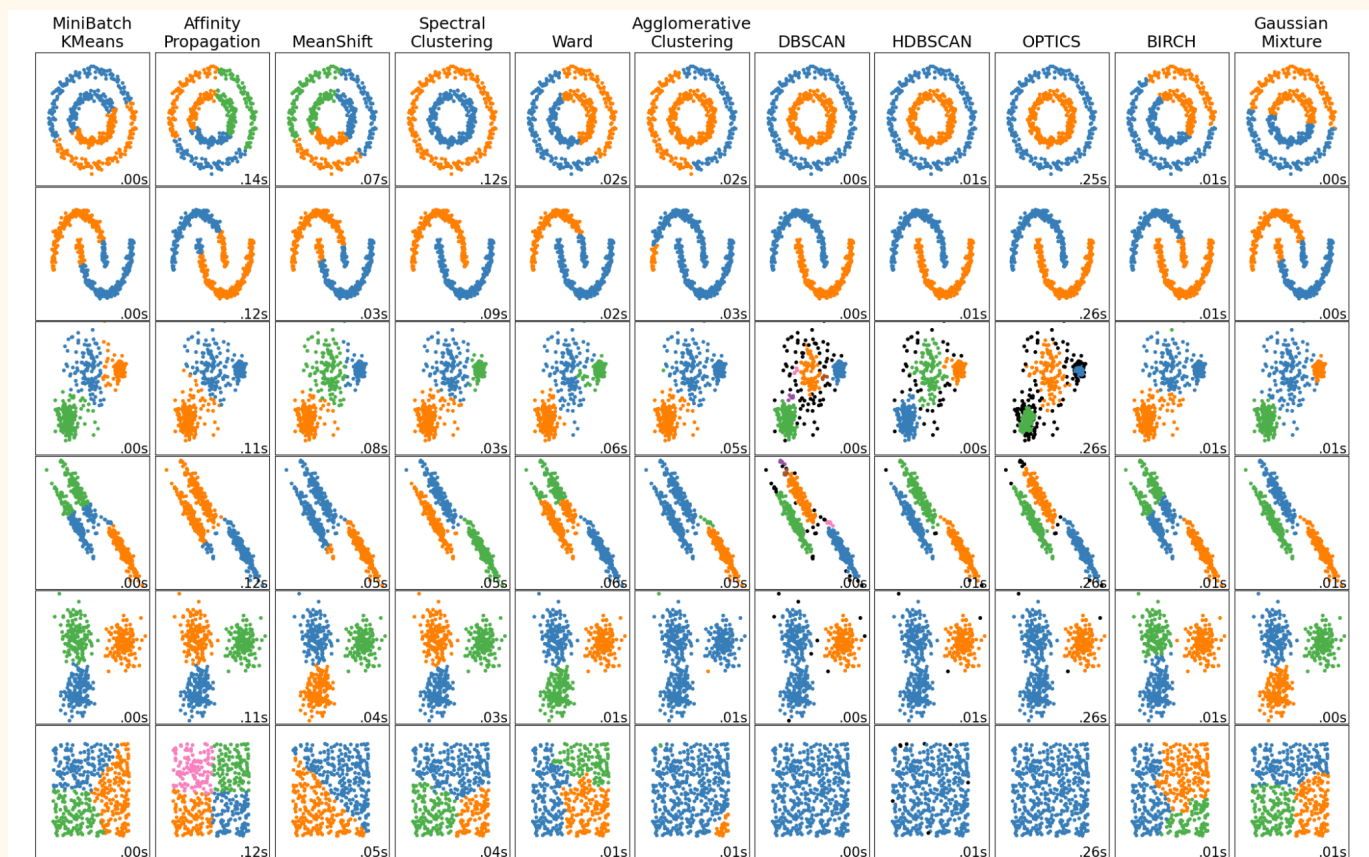 MiniBatch
KMeans
Affinity
Propagation
MeanShift
Spectral
Clustering
Ward
Agglomerative
Clustering
DBSCAN
HDBSCAN
OPTICS
BIRCH
Gaussian
Mixture
.00s .14s .07s .12s .02s .02s .00s .01s .25s .01s .00s
.00s .12s .03s .09s .02s .03s .00s .01s .26s .01s .00s
.00s .11s .08s .03s .06s .05s .00s .00s .26s .01s .01s
.00s .12s .05s .05s .06s .05s .00s .01s .26s .01s .01s
.00s .11s .04s .03s .01s .01s .00s .01s .26s .01s .00s
.00s .12s .05s .04s .01s .01s .00s .01s .26s .01s .01s